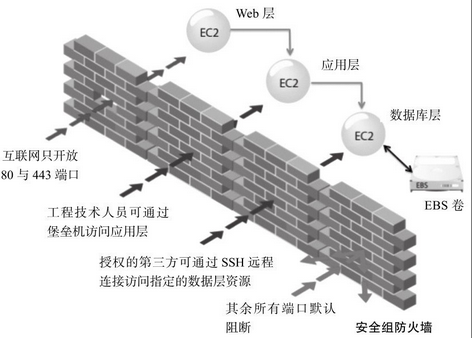 Web 层
EC2
应用层
EC2
数据库层
EC2
EBS
EBS 卷
互联网只开放
80 与 443 端口
工程技术人员可通过
堡垒机访问应用层
授权的第三方可通过 SSH 远程
连接访问指定的数据层资源
其余所有端口默认
阻断
安全组防火墙